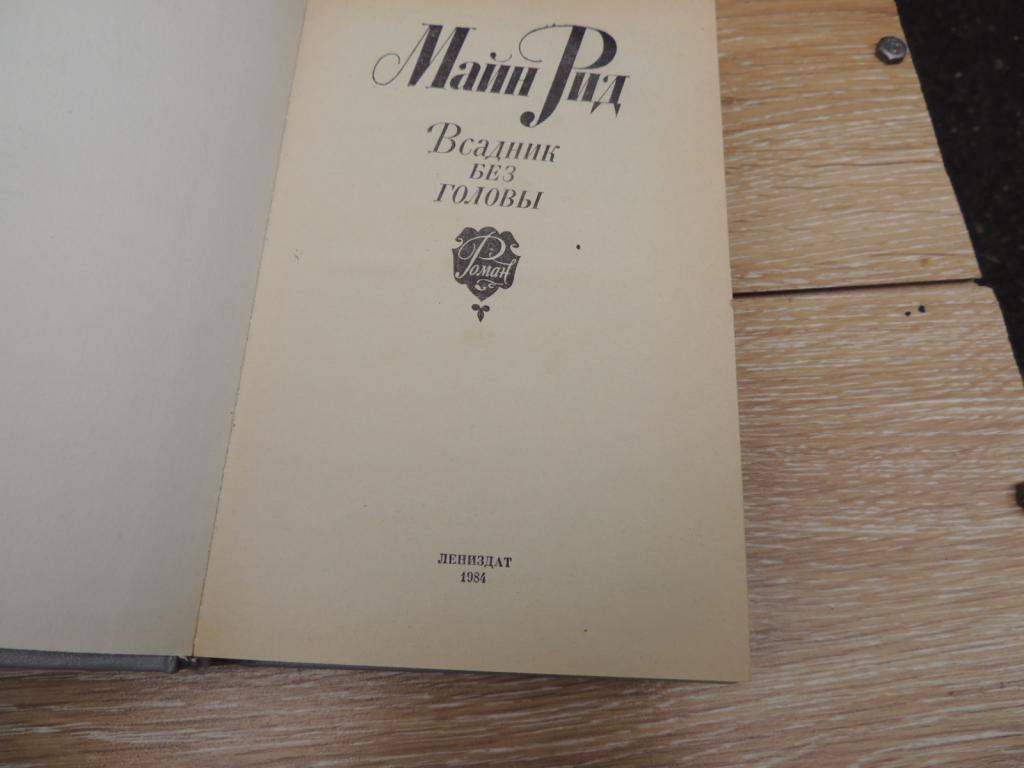 Майн Рид
Всадник
БЕЗ
ГОЛОВЫ
Роман
ЛЕНИЗДАТ
1984